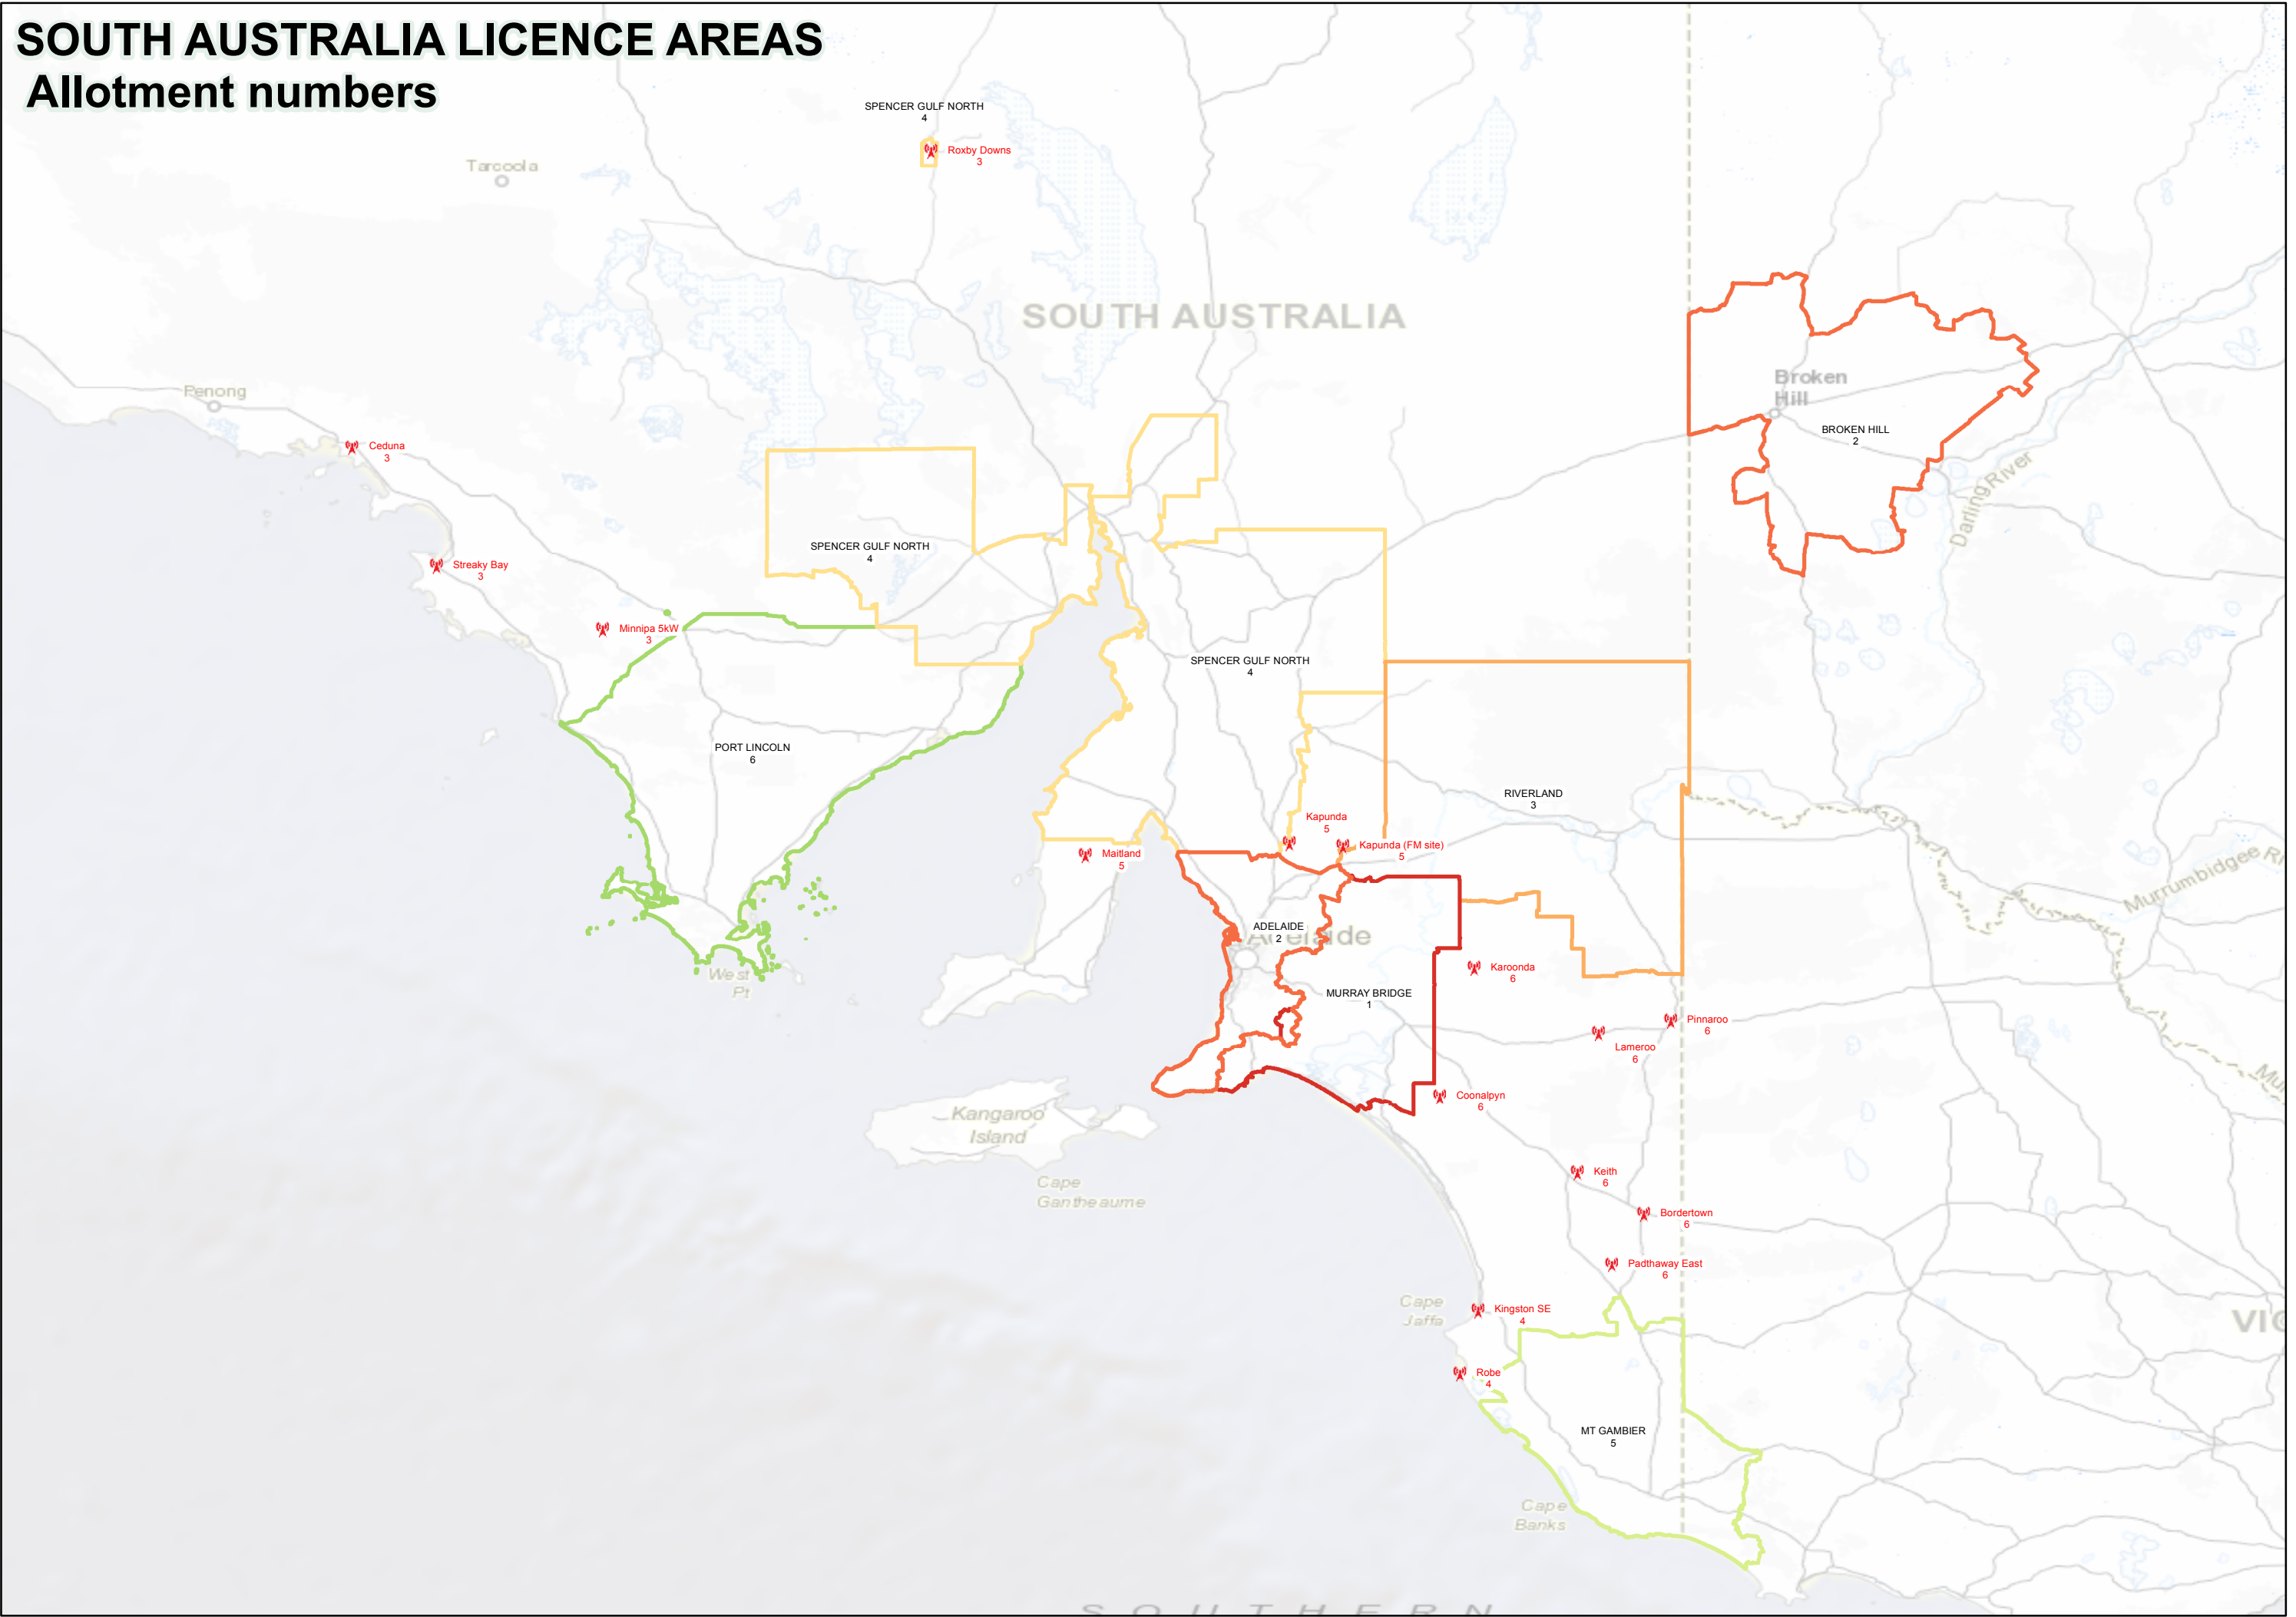 SOUTH AUSTRALIA LICENCE AREAS
Allotment numbers
SPENCER GULF NORTH
4
Roxby Downs
3
Tarcoola
SOUTH AUSTRALIA
Penong
Broken
Hill
BROKEN HILL
2
Ceduna
3
Darling River
Streaky Bay
3
SPENCER GULF NORTH
4
Minnipa 5kW
3
SPENCER GULF NORTH
4
PORT LINCOLN
6
RIVERLAND
3
Kapunda
5
Kapunda (FM site)
5
Maitland
5
Murrumbidgee Ri
ADELAIDE
2
Adelaide
West
Pt
Karoonda
6
MURRAY BRIDGE
1
Pinnaroo
6
Lameroo
6
Mur
Coonalpyn
6
Kangaroo
Island
Keith
6
Cape
Gantheaume
Bordertown
6
Padthaway East
6
Cape
Jaffa
Kingston SE
4
VIC
Robe
4
MT GAMBIER
5
Cape
Banks
SOUTHERN